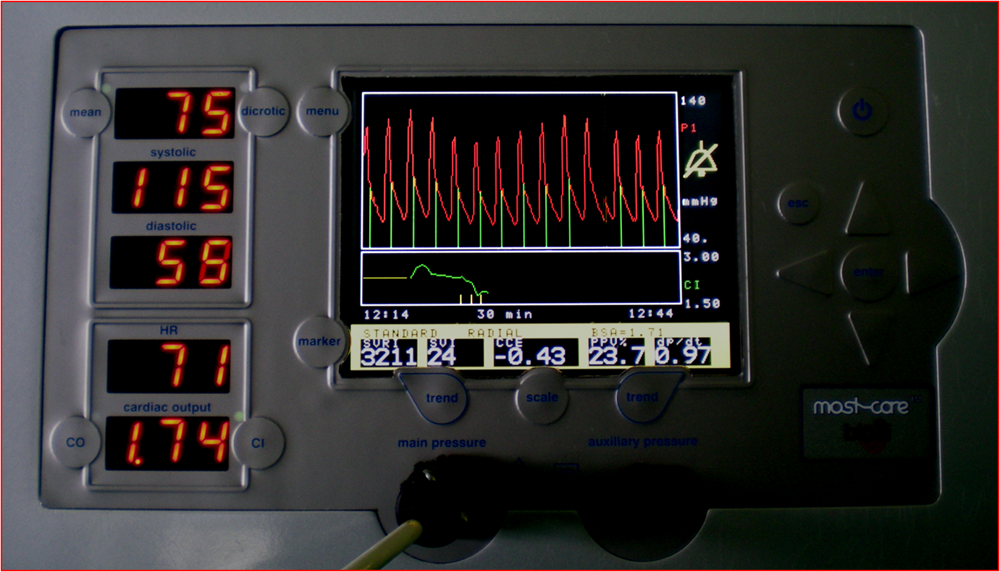 mean
75
dicrotic
systolic
115
diastolic
58
HR
71
cardiac output
CO
1.74
CI
menu
marker
140
P1
mmHg
40.
3.00
CI
1.50
12:14 30 min 12:44
STANDARD RADIAL BSA=1.71
SVRI SVI CCE PPV% dp/dt
3211 24 -0.43 23.7 0.97
trend
scale
trend
main pressure
auxiliary pressure
esc
enter
most-care